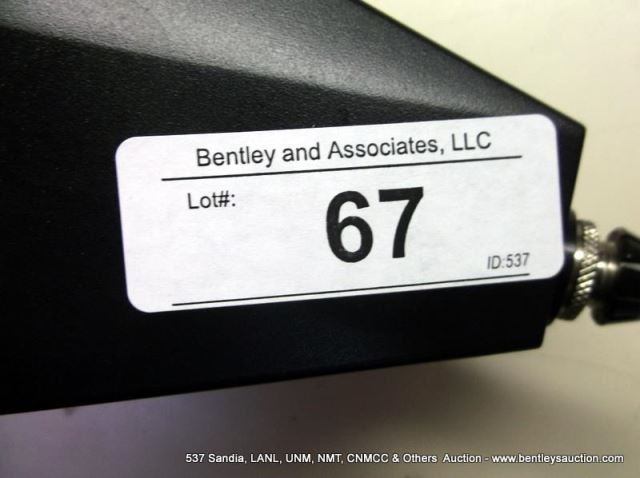 Bentley and Associates, LLC
Lot#:
67
ID:537
537 Sandia, LANL, UNM, NMT, CNMCC & Others Auction - www.bentleysauction.com